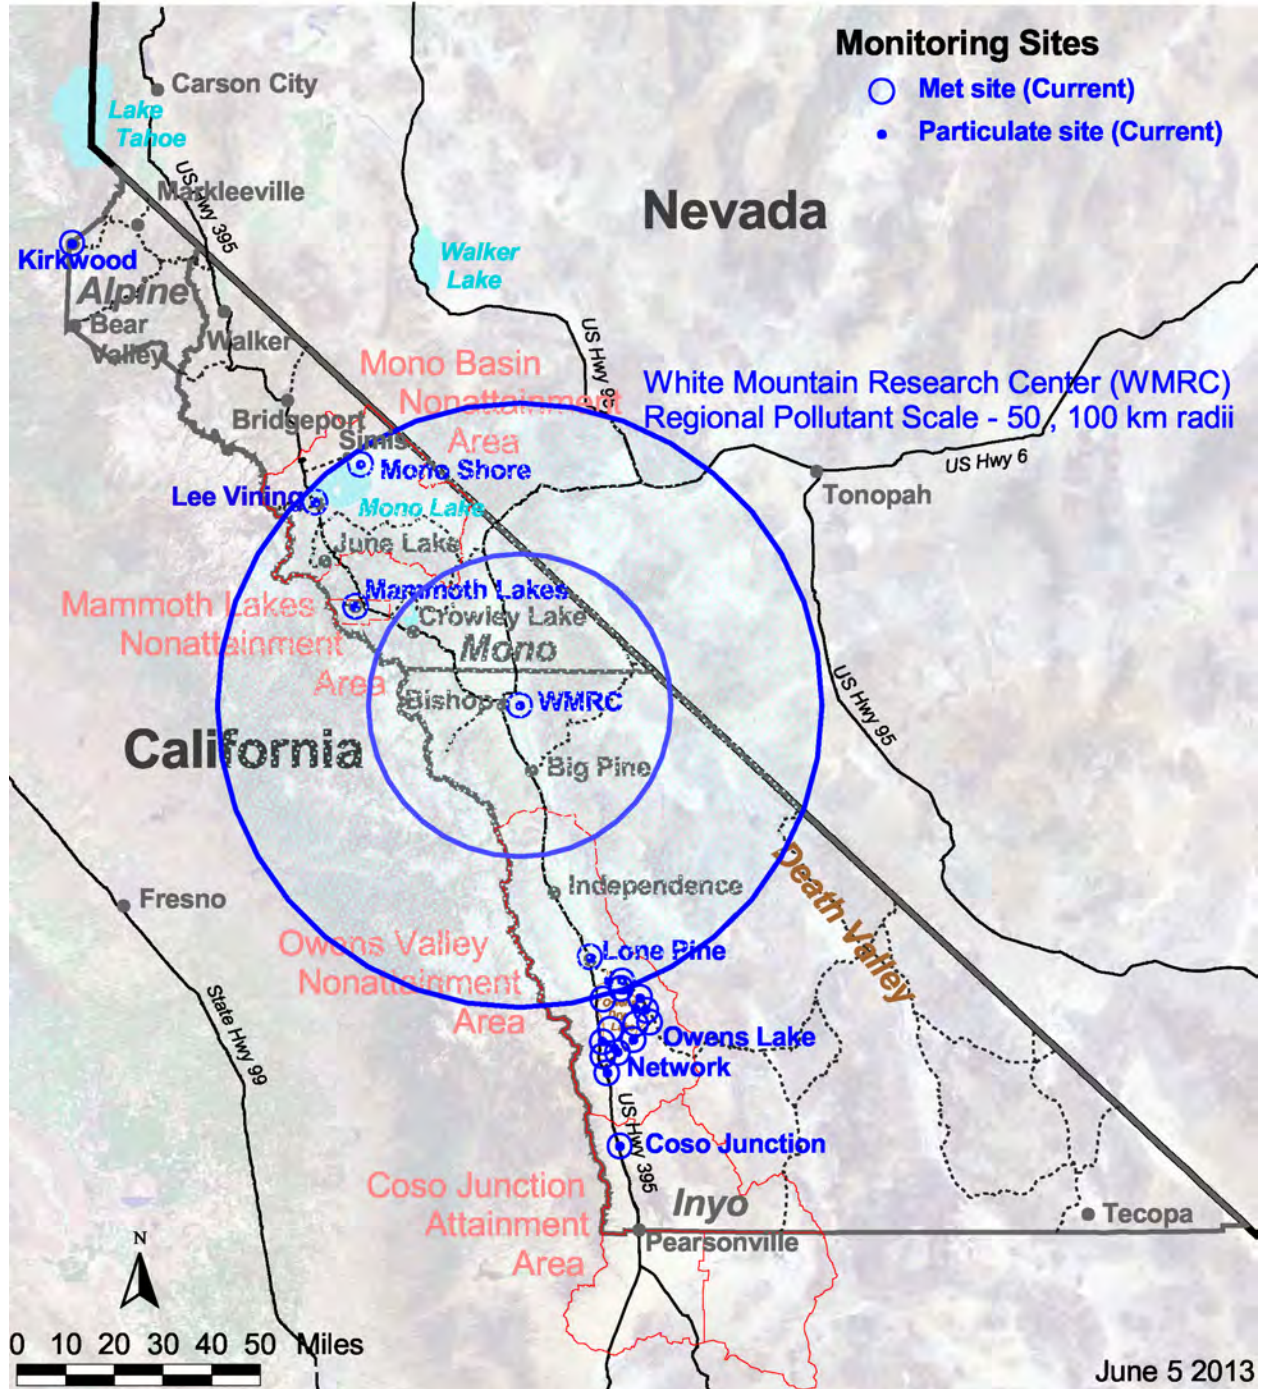 Monitoring Sites
Met site (Current)
Particulate site (Current)
Carson City
Lake
Tahoe
Markleeville
US Hwy 395
Nevada
Kirkwood
Walker
Lake
Alpine
Bear
Valley
Walker
US Hwy 95
Mono Basin
Nonattainment
Area
White Mountain Research Center (WMRC)
Regional Pollutant Scale - 50 , 100 km radii
Bridgeport
Simis
Mono Shore
US Hwy 6
Tonopah
Lee Vining
Mono Lake
June Lake
Mammoth Lakes
Mammoth Lakes
Nonattainment
Area
Crowley Lake
Mono
Bishop
WMRC
US Hwy 95
California
Big Pine
Death Valley
Independence
Fresno
Owens Valley
Nonattainment
Area
Lone Pine
State Hwy 99
Owens Lake
Network
US Hwy 395
Coso Junction
Coso Junction
Attainment
Area
Inyo
Tecopa
Pearsonville
N
0 10 20 30 40 50 Miles
June 5 2013